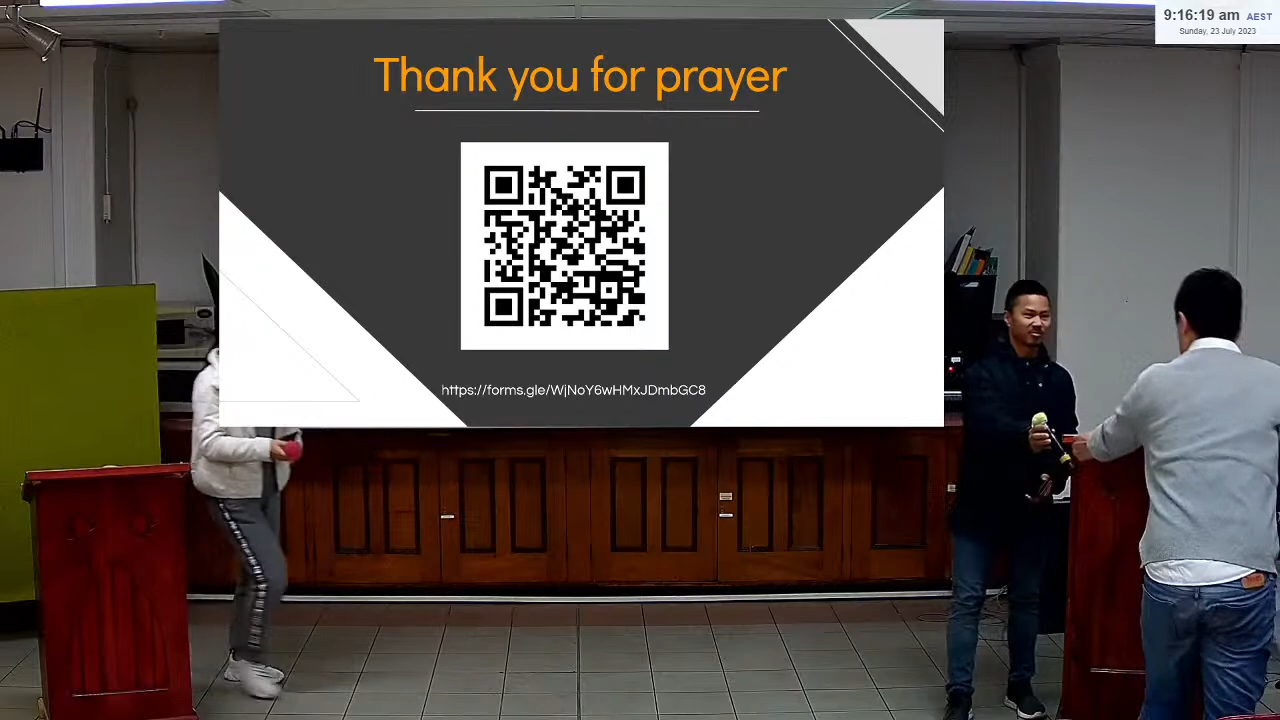 9:16:19 am AEST
Sunday, 23 July 2023
Thank you for prayer
https://forms.gle/WjNoY6wHMxJDmbGC8